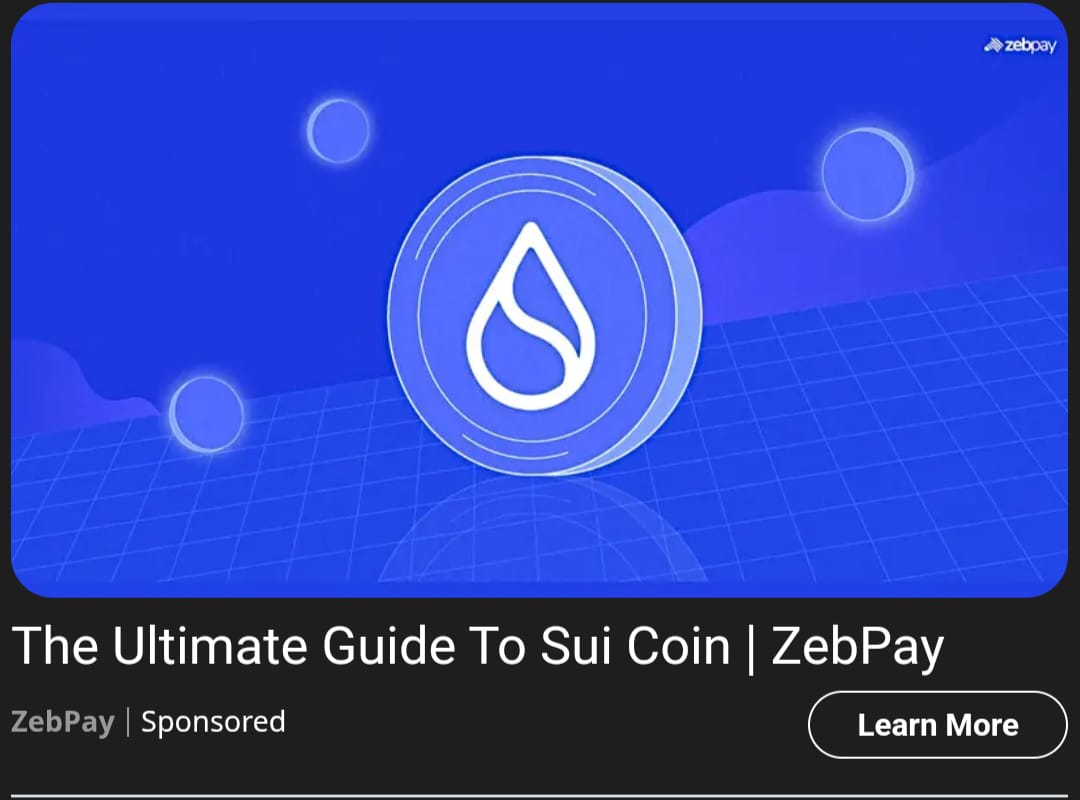 zebpay
The Ultimate Guide To Sui Coin | ZebPay
ZebPay | Sponsored
Learn More